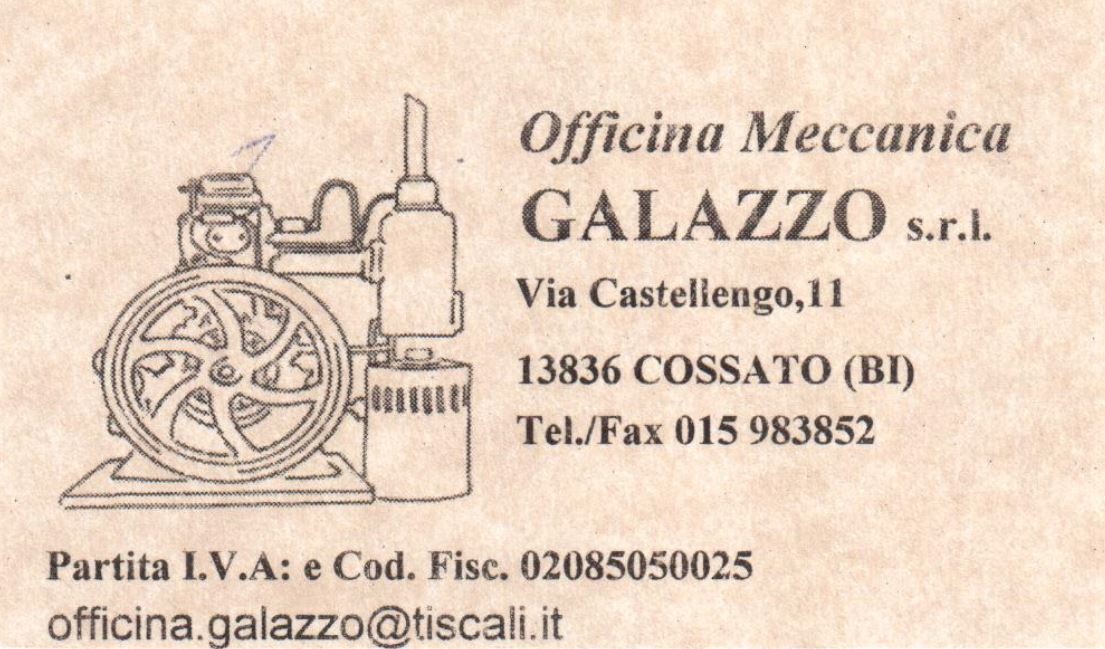 Officina Meccanica
GALAZZO s.r.l.
Via Castellengo,11
13836 COSSATO (BI)
Tel./Fax 015 983852
Partita I.V.A: e Cod. Fisc. 02085050025
officina.galazzo@tiscali.it